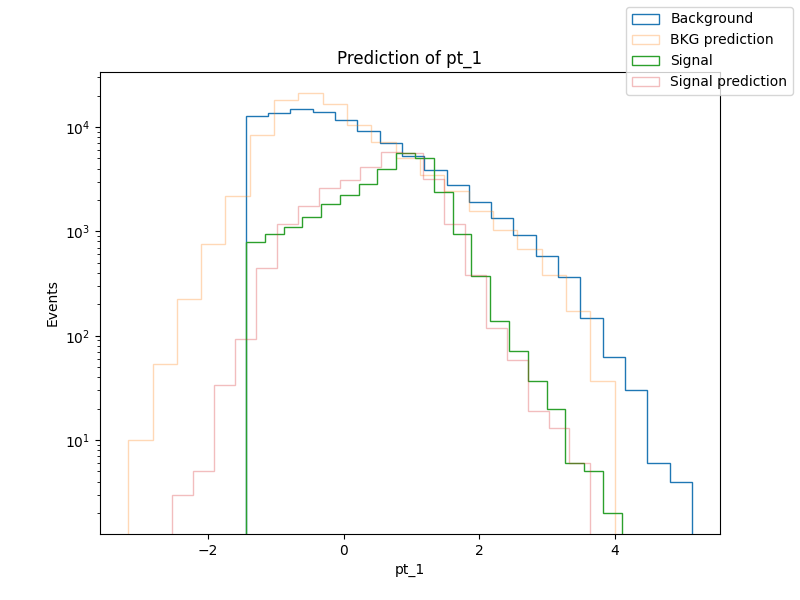 Prediction of pt_1
Background
BKG prediction
Signal
Signal prediction
Events
10^4
10^3
10^2
10^1
−2
0
2
4
pt_1